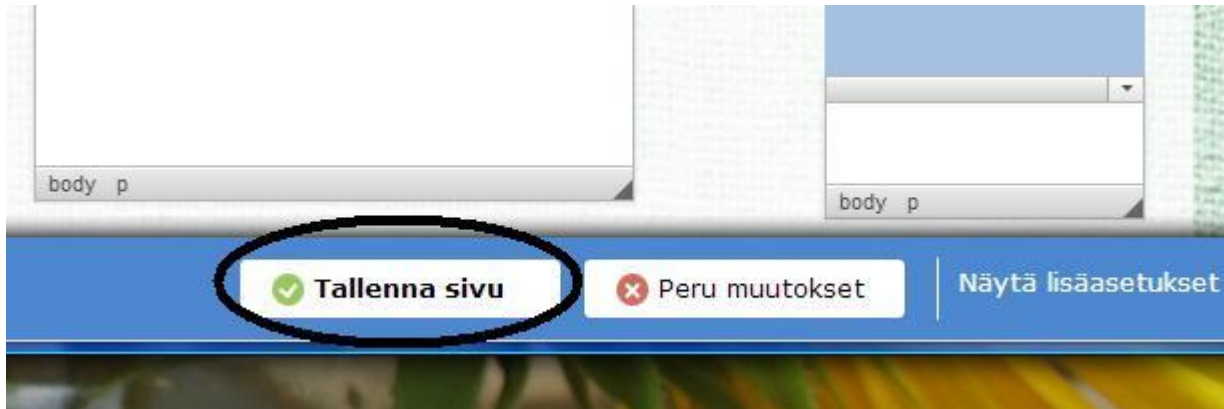 body p
body p
Tallenna sivu
Peru muutokset
Näytä lisäasetukset